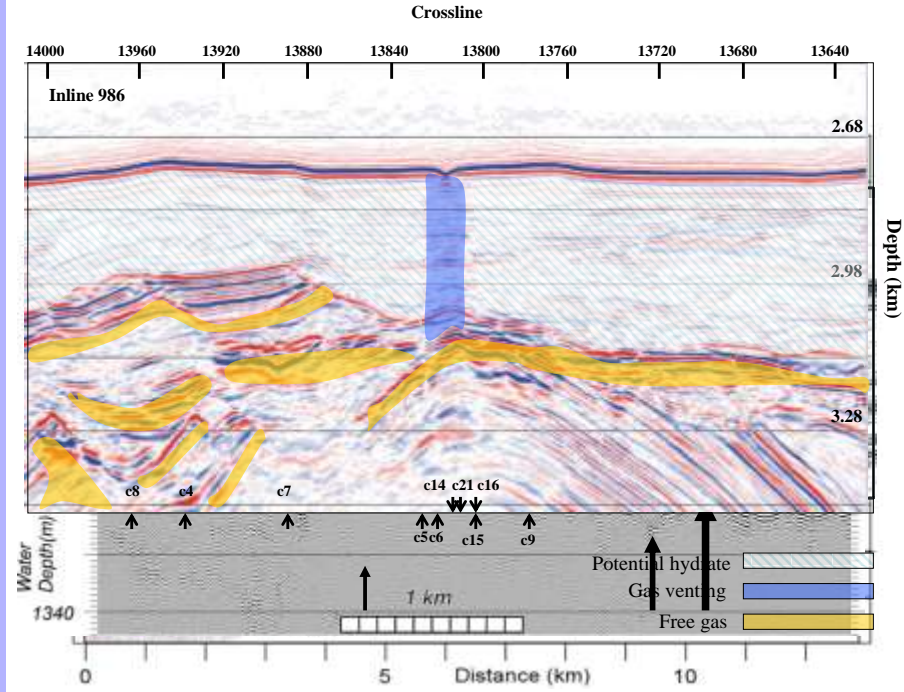 Crossline
14000 13960 13920 13880 13840 13800 13760 13720 13680 13640
Inline 986
2.68
Depth (km)
2.98
3.28
c14 c21 c16
c8 c4 c7
c5 c6 c15 c9
Water
Depth(m)
Potential hydrate
Gas venting
1 km
1340
Free gas
0 5 Distance (km) 10